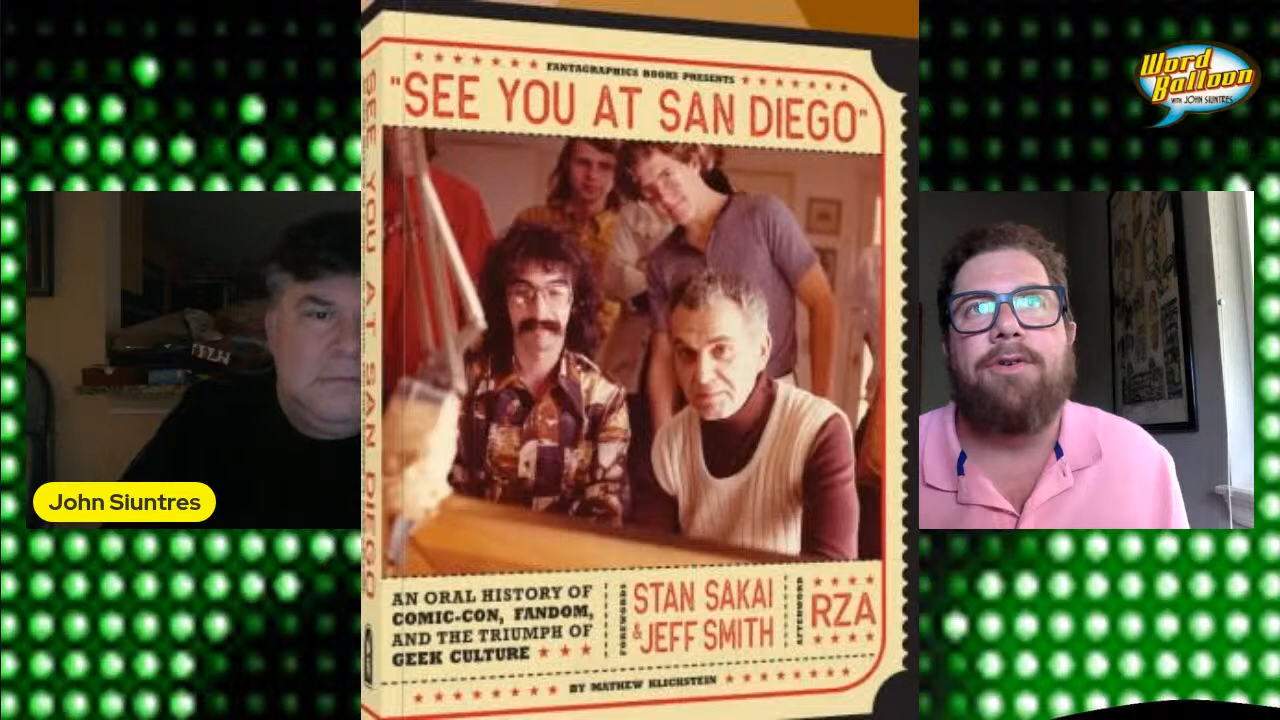 FANTAGRAPHICS BOOKS PRESENTS
"SEE YOU AT SAN DIEGO"
SEE YOU AT SAN DIEGO
AN ORAL HISTORY OF
COMIC-CON, FANDOM,
AND THE TRIUMPH OF
GEEK CULTURE
FOREWORDS
STAN SAKAI
& JEFF SMITH
AFTERWORD
RZA
BY MATHEW KLICKSTEIN
John Siuntres
Word
Balloon
WITH JOHN SIUNTRES